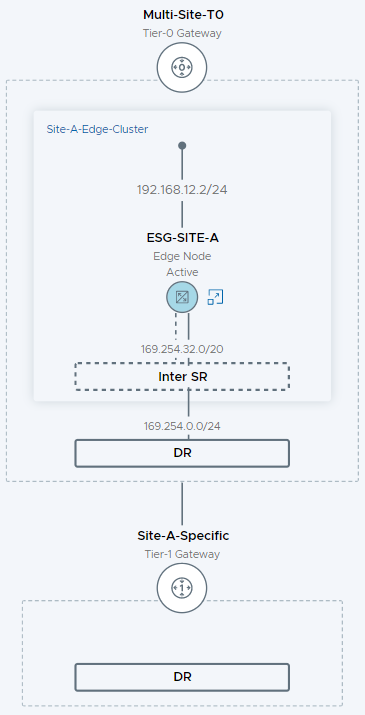 Multi-Site-T0
Tier-0 Gateway
0
Site-A-Edge-Cluster
192.168.12.2/24
ESG-SITE-A
Edge Node
Active
169.254.32.0/20
Inter SR
169.254.0.0/24
DR
Site-A-Specific
Tier-1 Gateway
1
DR